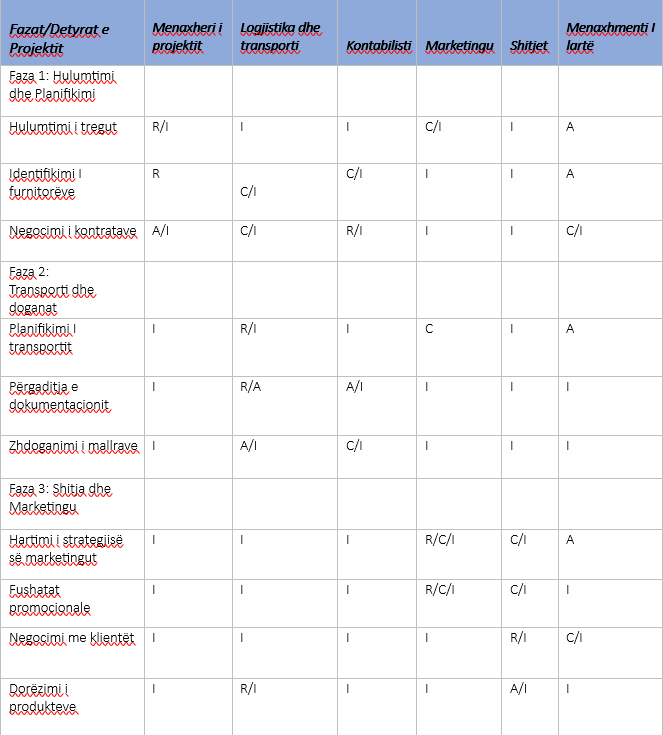 Fazat/Detyrat e Projektit | Menaxheri i projektit | Logjistika dhe transporti | Kontabilisti | Marketingu | Shitjet | Menaxhmenti I lartë
Faza 1: Hulumtimi dhe Planifikimi
Hulumtimi i tregut | R/I | I | I | C/I | I | A
Identifikimi I furnitorëve | R | C/I | C/I | I | I | A
Negocimi i kontratave | A/I | C/I | R/I | I | I | C/I
Faza 2: Transporti dhe doganat
Planifikimi I transportit | I | R/I | I | C | I | A
Përgaditja e dokumentacionit | I | R/A | A/I | I | I | I
Zhdoganimi i mallrave | I | A/I | C/I | I | I | I
Faza 3: Shitja dhe Marketingu
Hartimi i strategjisë së marketingut | I | I | I | R/C/I | C/I | A
Fushatat promocionale | I | I | I | R/C/I | C/I | I
Negocimi me klientët | I | I | I | I | R/I | C/I
Dorëzimi i produkteve | I | R/I | I | I | A/I | I